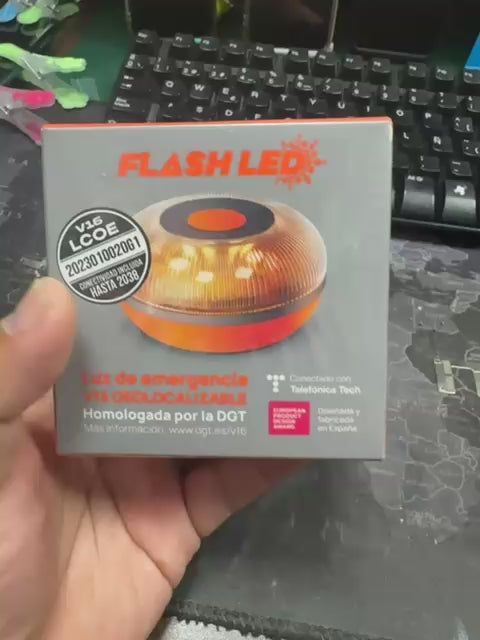 FLASH LED
V16
LCOE
2023010020G1
CONECTIVIDAD INCLUIDA
HASTA 2038
Luz de emergencia
V16 GEOLOCALIZABLE
Homologada por la DGT
Más información: www.dgt.es/v16
Conectado con
Telefónica Tech
EUROPEAN
PRODUCT
DESIGN
AWARD
Diseñada y
fabricada
en España